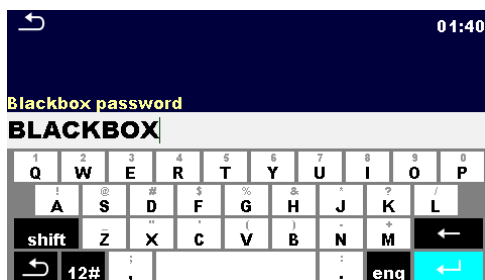 01:40
Blackbox password
BLACKBOX
1 2 3 4 5 6 7 8 9 0
Q W E R T Y U I O P
! @ # $ % & * ? /
A S D F G H J K L
" ' ( ) - +
shift Z X C V B N M ←
; :
12# , . eng